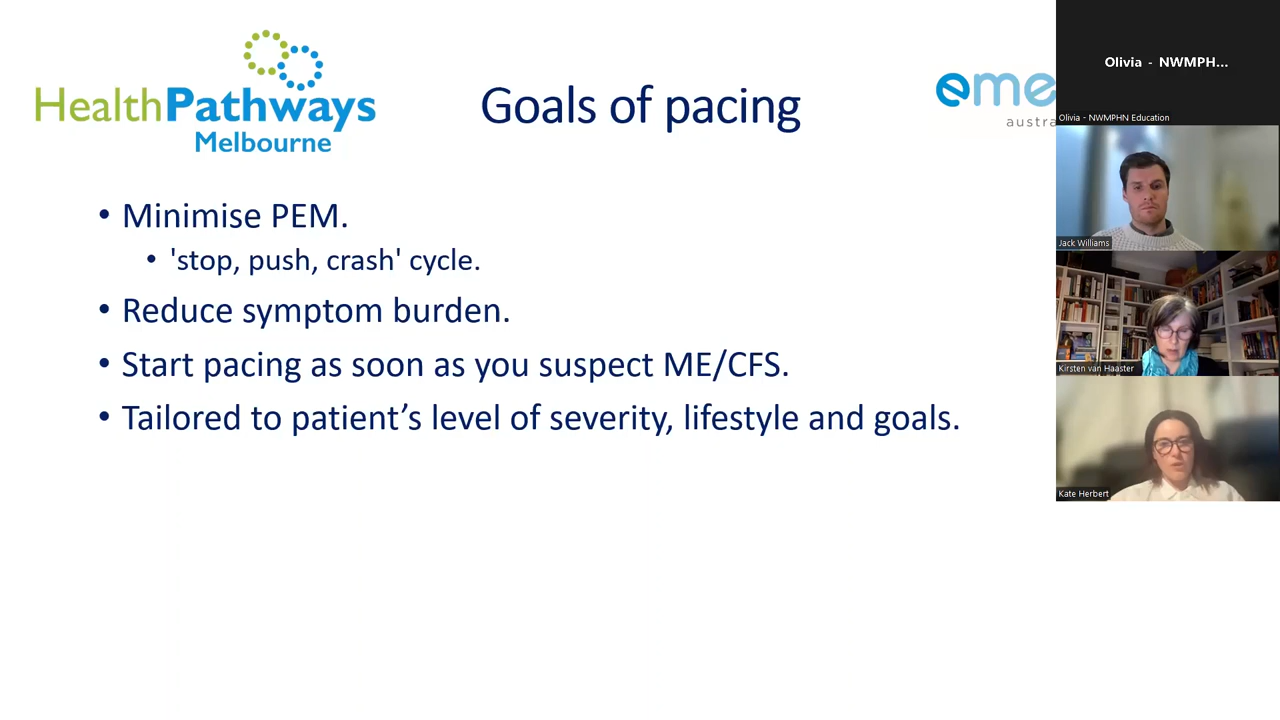 HealthPathways
Melbourne
Goals of pacing
eme
austra
• Minimise PEM.
• 'stop, push, crash' cycle.
• Reduce symptom burden.
• Start pacing as soon as you suspect ME/CFS.
• Tailored to patient’s level of severity, lifestyle and goals.
Olivia - NWMPH...
Olivia - NWMPHN Education
Jack Williams
Kirsten van Haaster
Kate Herbert